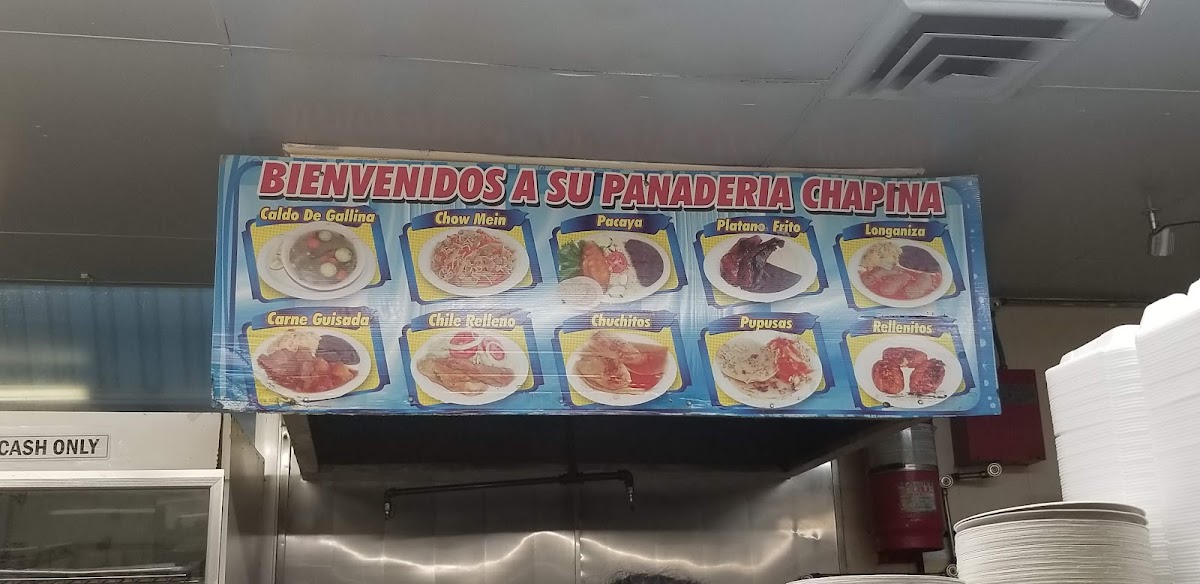 BIENVENIDOS A SU PANADERIA CHAPINA
Caldo De Gallina
Chow Mein
Pacaya
Platano Frito
Longaniza
Carne Guisada
Chile Relleno
Chuchitos
Pupusas
Rellenitos
CASH ONLY